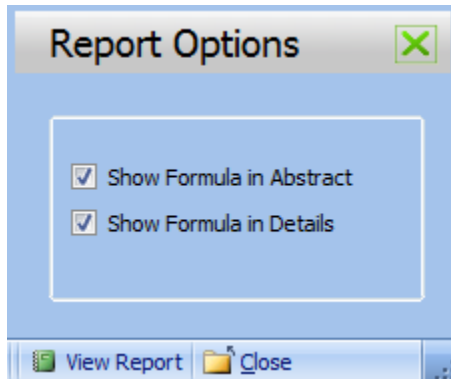 Report Options
Show Formula in Abstract
Show Formula in Details
View Report Close